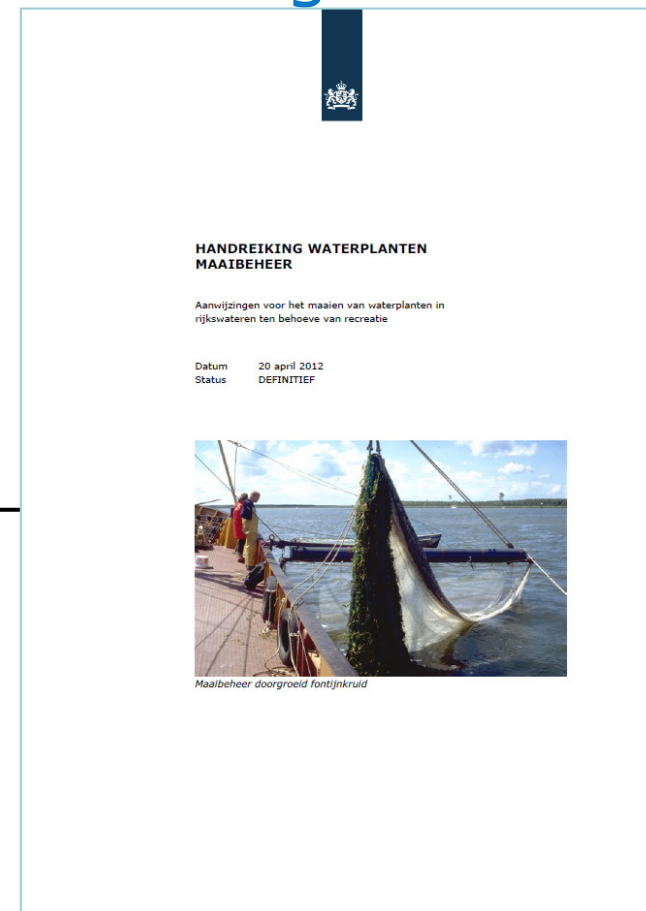 HANDREIKING WATERPLANTEN
MAAIBEHEER
Aanwijzingen voor het maaien van waterplanten in
rijkswateren ten behoeve van recreatie
Datum 20 april 2012
Status DEFINITIEF
Maaibeheer doorgroeid fontijnkruid